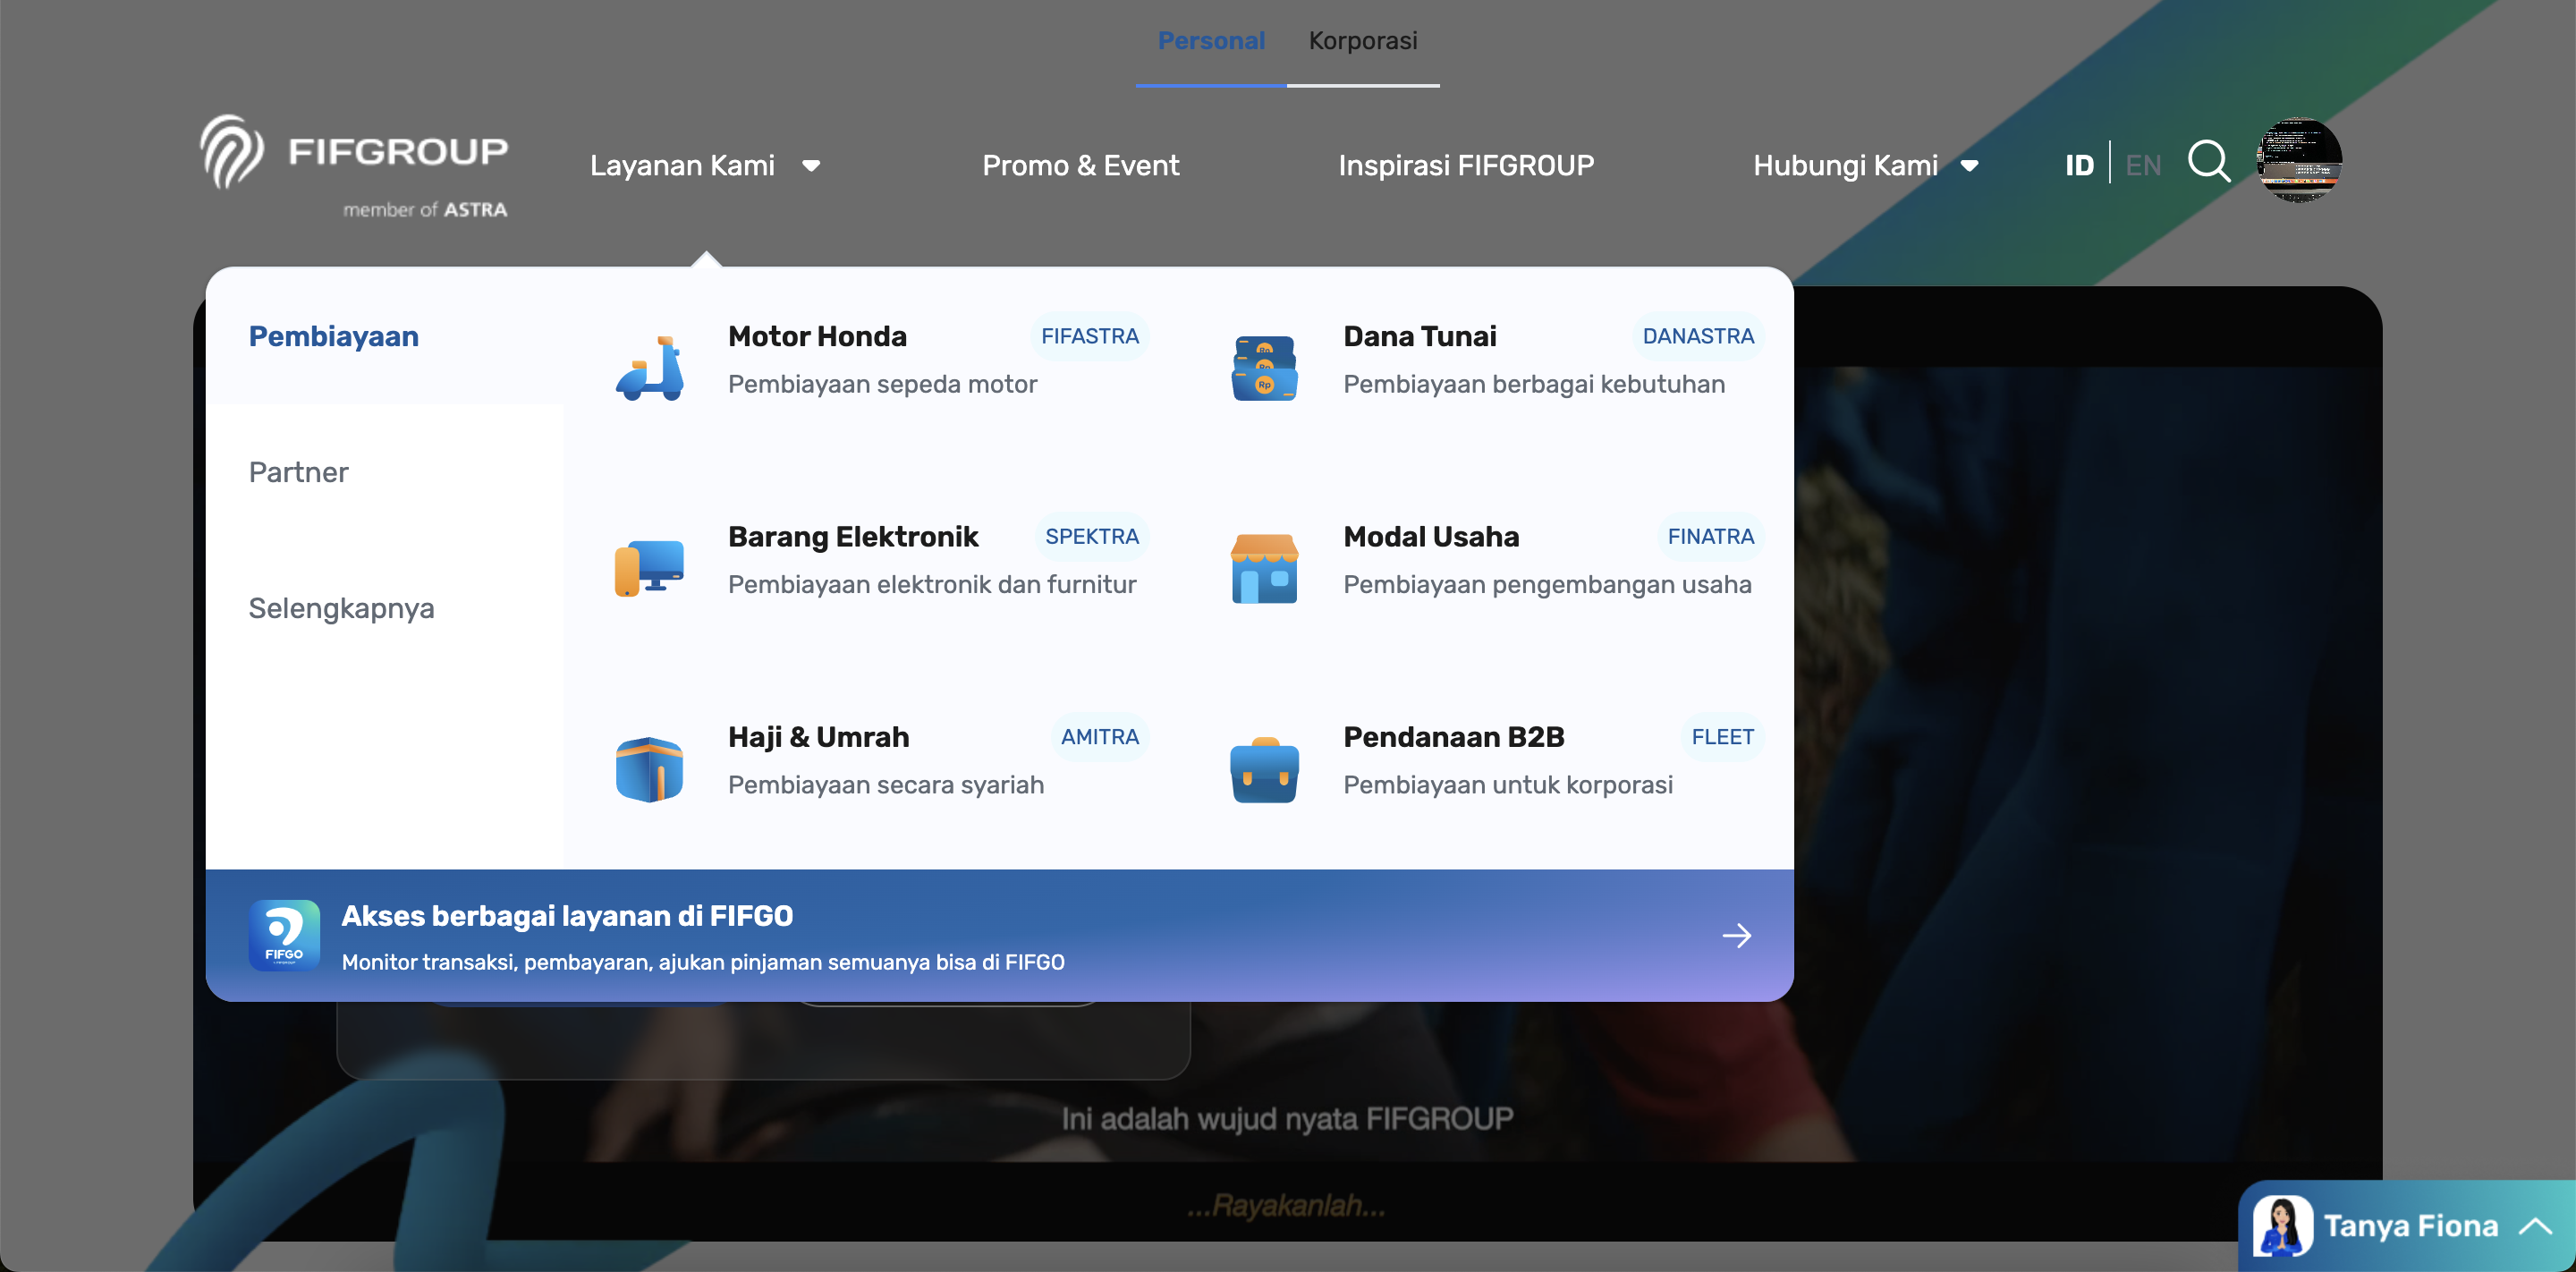 Personal Korporasi
FIFGROUP
member of ASTRA
Layanan Kami Promo & Event Inspirasi FIFGROUP Hubungi Kami ID EN
Pembiayaan
Partner
Selengkapnya
Motor Honda FIFASTRA
Pembiayaan sepeda motor
Dana Tunai DANASTRA
Pembiayaan berbagai kebutuhan
Barang Elektronik SPEKTRA
Pembiayaan elektronik dan furnitur
Modal Usaha FINATRA
Pembiayaan pengembangan usaha
Haji & Umrah AMITRA
Pembiayaan secara syariah
Pendanaan B2B FLEET
Pembiayaan untuk korporasi
FIFGO
Akses berbagai layanan di FIFGO
Monitor transaksi, pembayaran, ajukan pinjaman semuanya bisa di FIFGO
Ini adalah wujud nyata FIFGROUP
...Rayakanlah...
Tanya Fiona